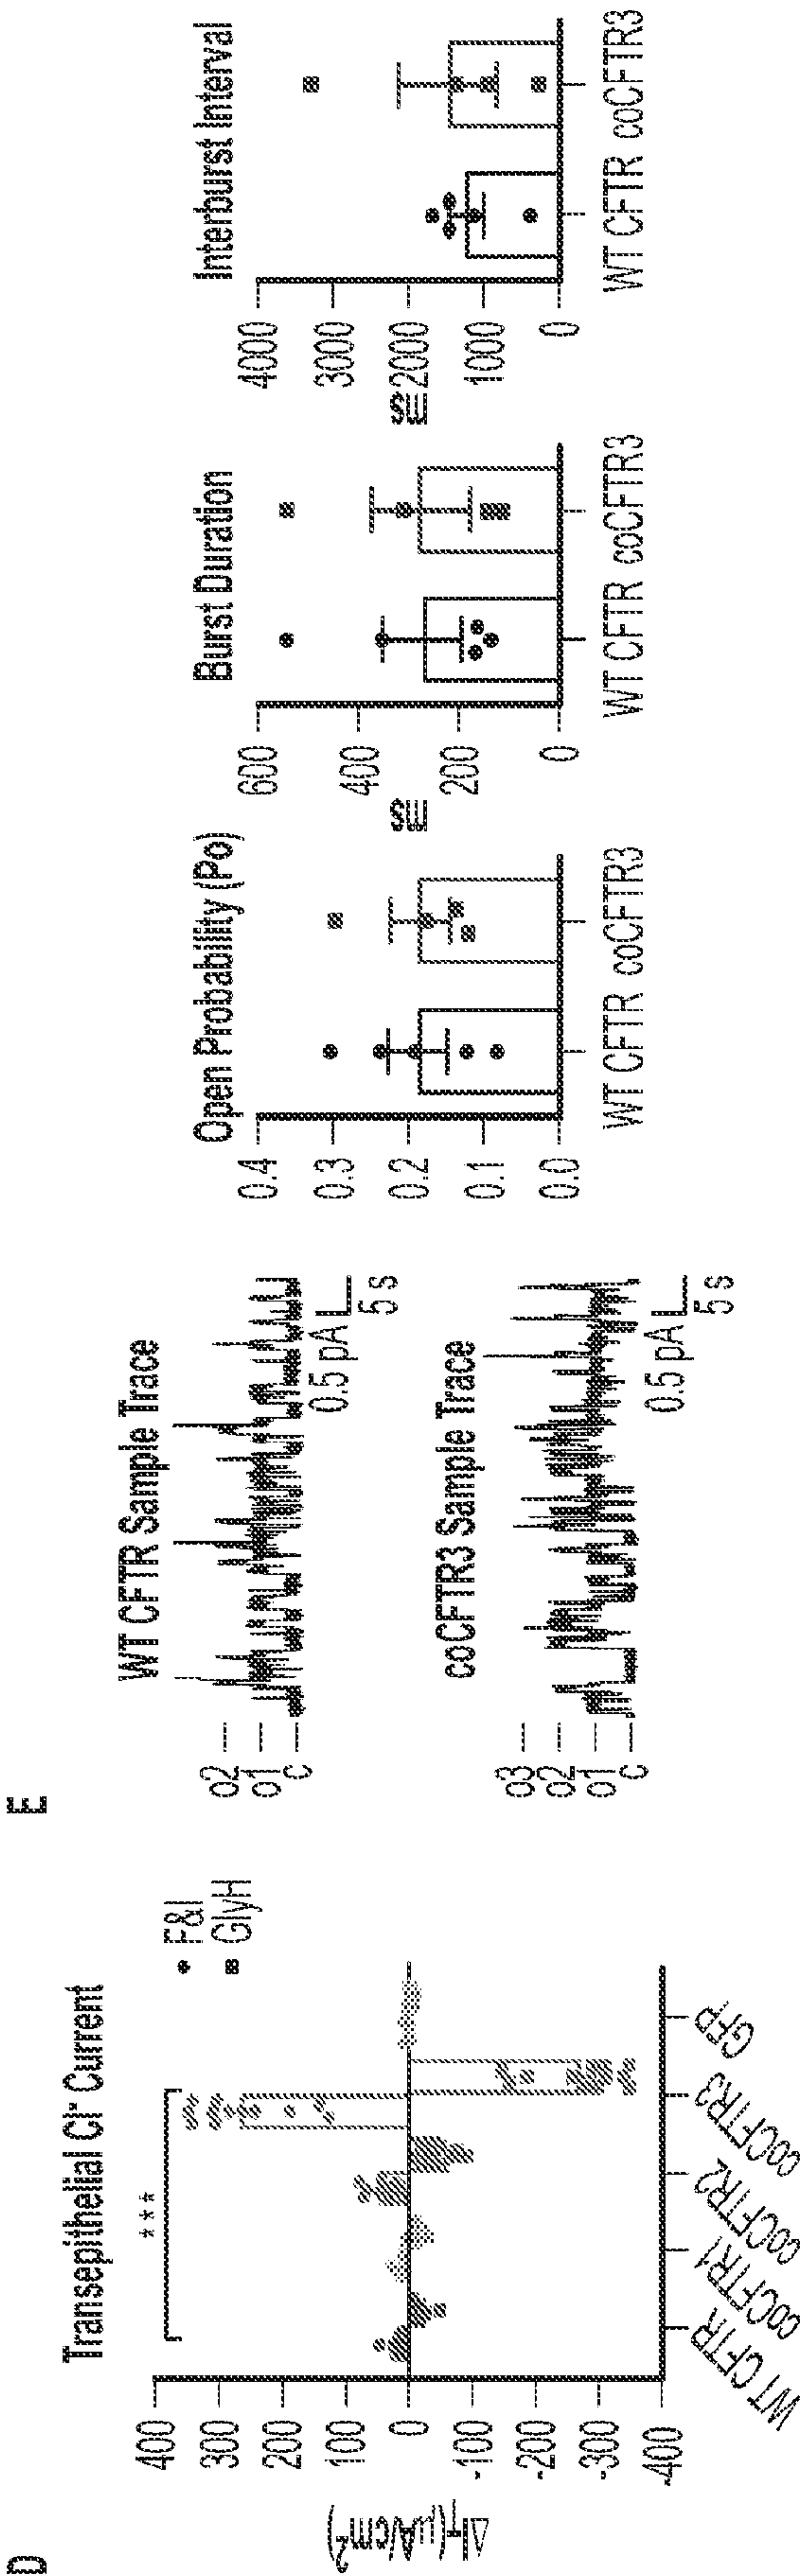 D
Transepithelial Cl⁻ Current
***
F&I
GlyH
ΔI_T(μA/cm²)
400
300
200
100
0
-100
-200
-300
-400
WT CFTR
coCFTR1
coCFTR2
coCFTR3
GFP
E
WT CFTR Sample Trace
o2
o1
c
0.5 pA
5 s
coCFTR3 Sample Trace
o3
o2
o1
c
0.5 pA
5 s
Open Probability (Po)
0.4
0.3
0.2
0.1
0.0
WT CFTR coCFTR3
Burst Duration
ms
600
400
200
0
WT CFTR coCFTR3
Interburst Interval
ms
4000
3000
2000
1000
0
WT CFTR coCFTR3